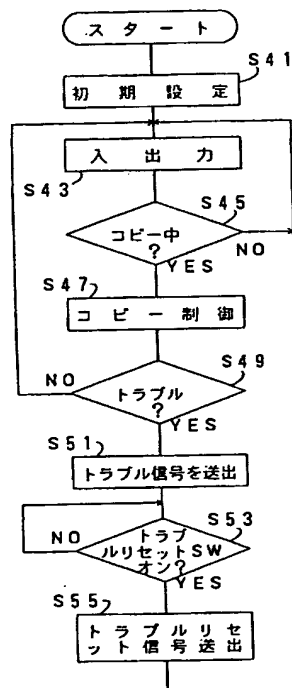 スタート
S41
初期設定
入出力
S43
S45
コピー中
?
NO
YES
S47
コピー制御
S49
NO
トラブル
?
YES
S51
トラブル信号を送出
S53
NO
トラブ
ルリセットSW
オン?
YES
S55
トラブルリセ
ット信号送出